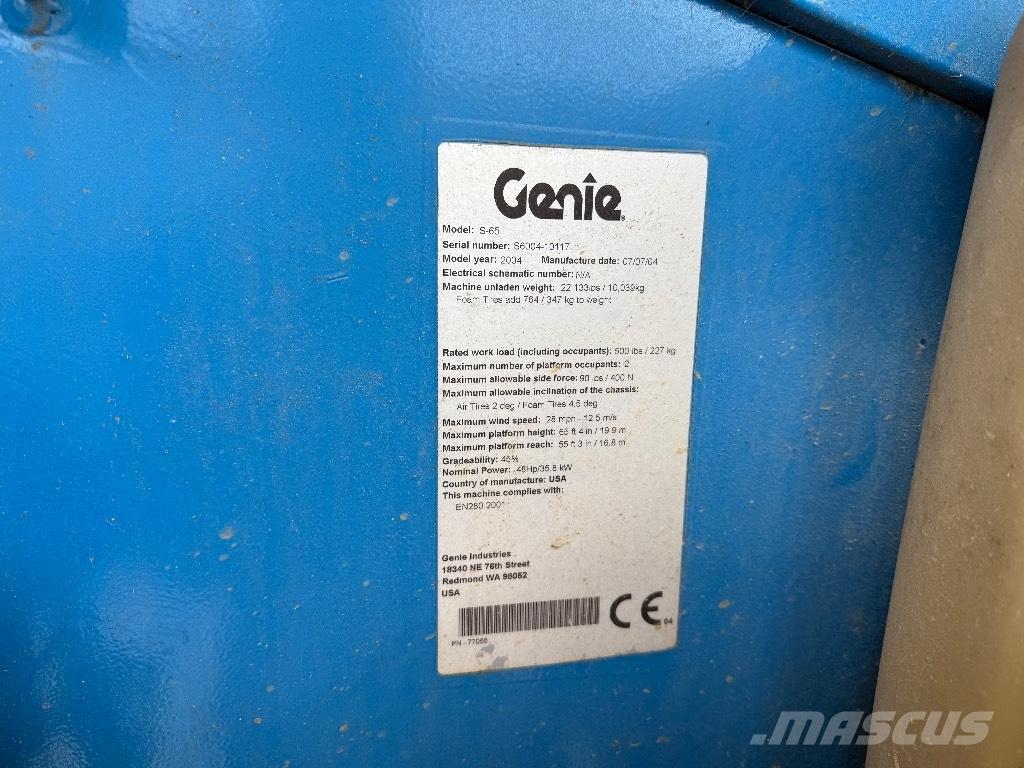 Genie
Model: S-65
Serial number: S6004-10117
Model year: 2004 Manufacture date: 07/07/04
Electrical schematic number: N/A
Machine unladen weight: 22,133lbs / 10,039kg
Foam Tires add 764 / 347 kg to weight
Rated work load (including occupants): 500 lbs / 227 kg
Maximum number of platform occupants: 2
Maximum allowable side force: 90 lbs / 400 N
Maximum allowable inclination of the chassis:
Air Tires 2 deg / Foam Tires 4.5 deg
Maximum wind speed: 28 mph - 12.5 m/s
Maximum platform height: 65 ft 4 in / 19.9 m
Maximum platform reach: 55 ft 3 in / 16.8 m
Gradeability: 45%
Nominal Power: 48Hp/35.8 kW
Country of manufacture: USA
This machine complies with:
EN280:2001
Genie Industries
18340 NE 76th Street
Redmond WA 98052
USA
CE 04
PN - 77055
MASCUS